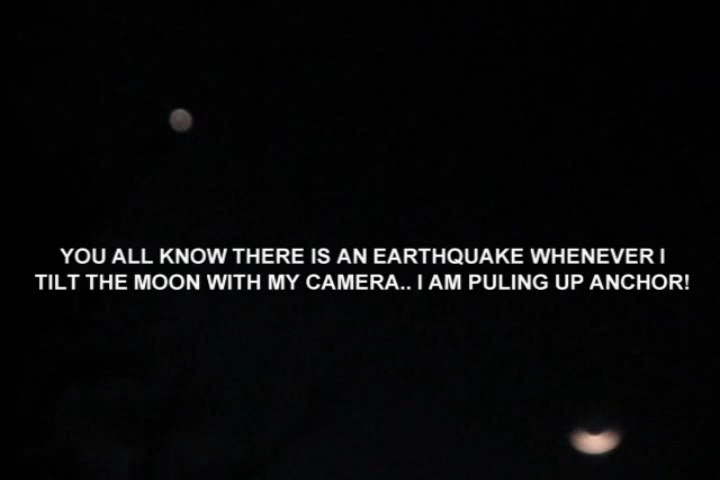 YOU ALL KNOW THERE IS AN EARTHQUAKE WHENEVER I
TILT THE MOON WITH MY CAMERA.. I AM PULING UP ANCHOR!